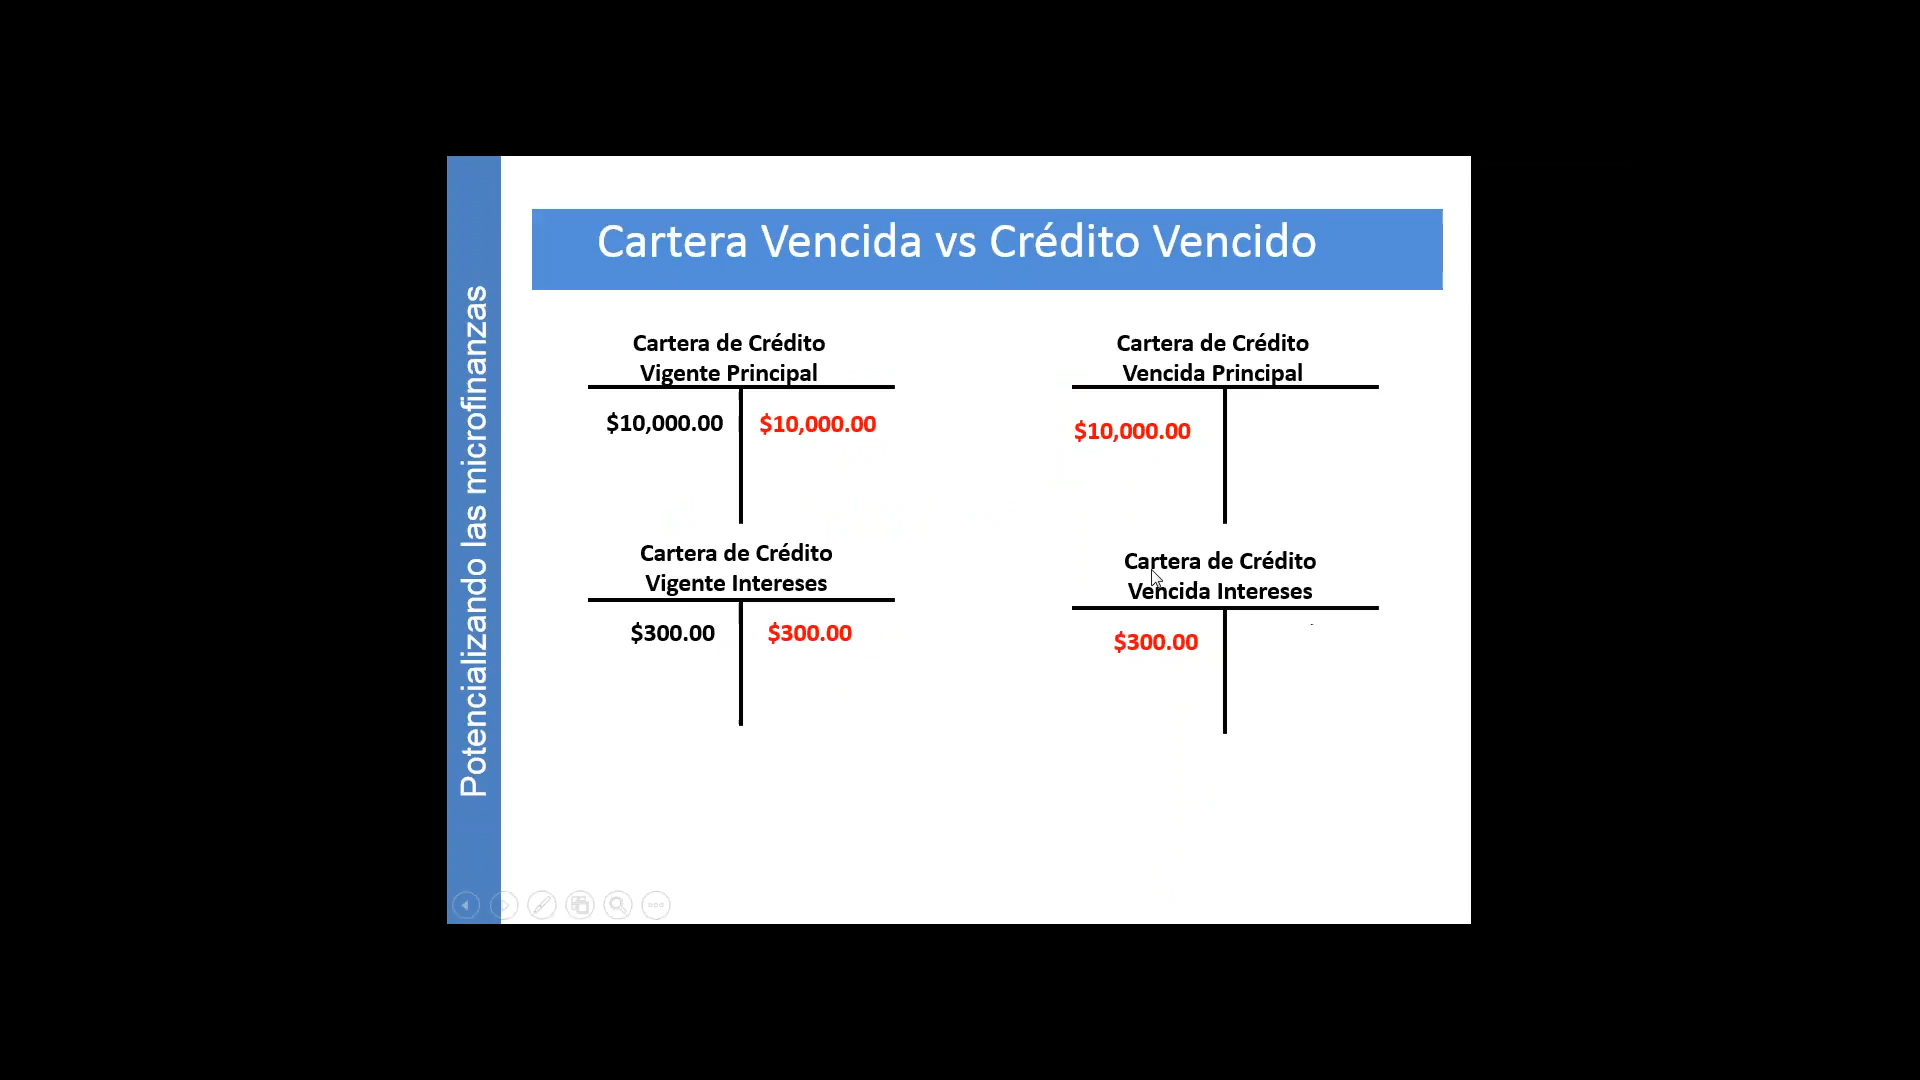 Potencializando las microfinanzas
Cartera Vencida vs Crédito Vencido
Cartera de Crédito
Vigente Principal
$10,000.00 $10,000.00
Cartera de Crédito
Vencida Principal
$10,000.00
Cartera de Crédito
Vigente Intereses
$300.00 $300.00
Cartera de Crédito
Vencida Intereses
$300.00